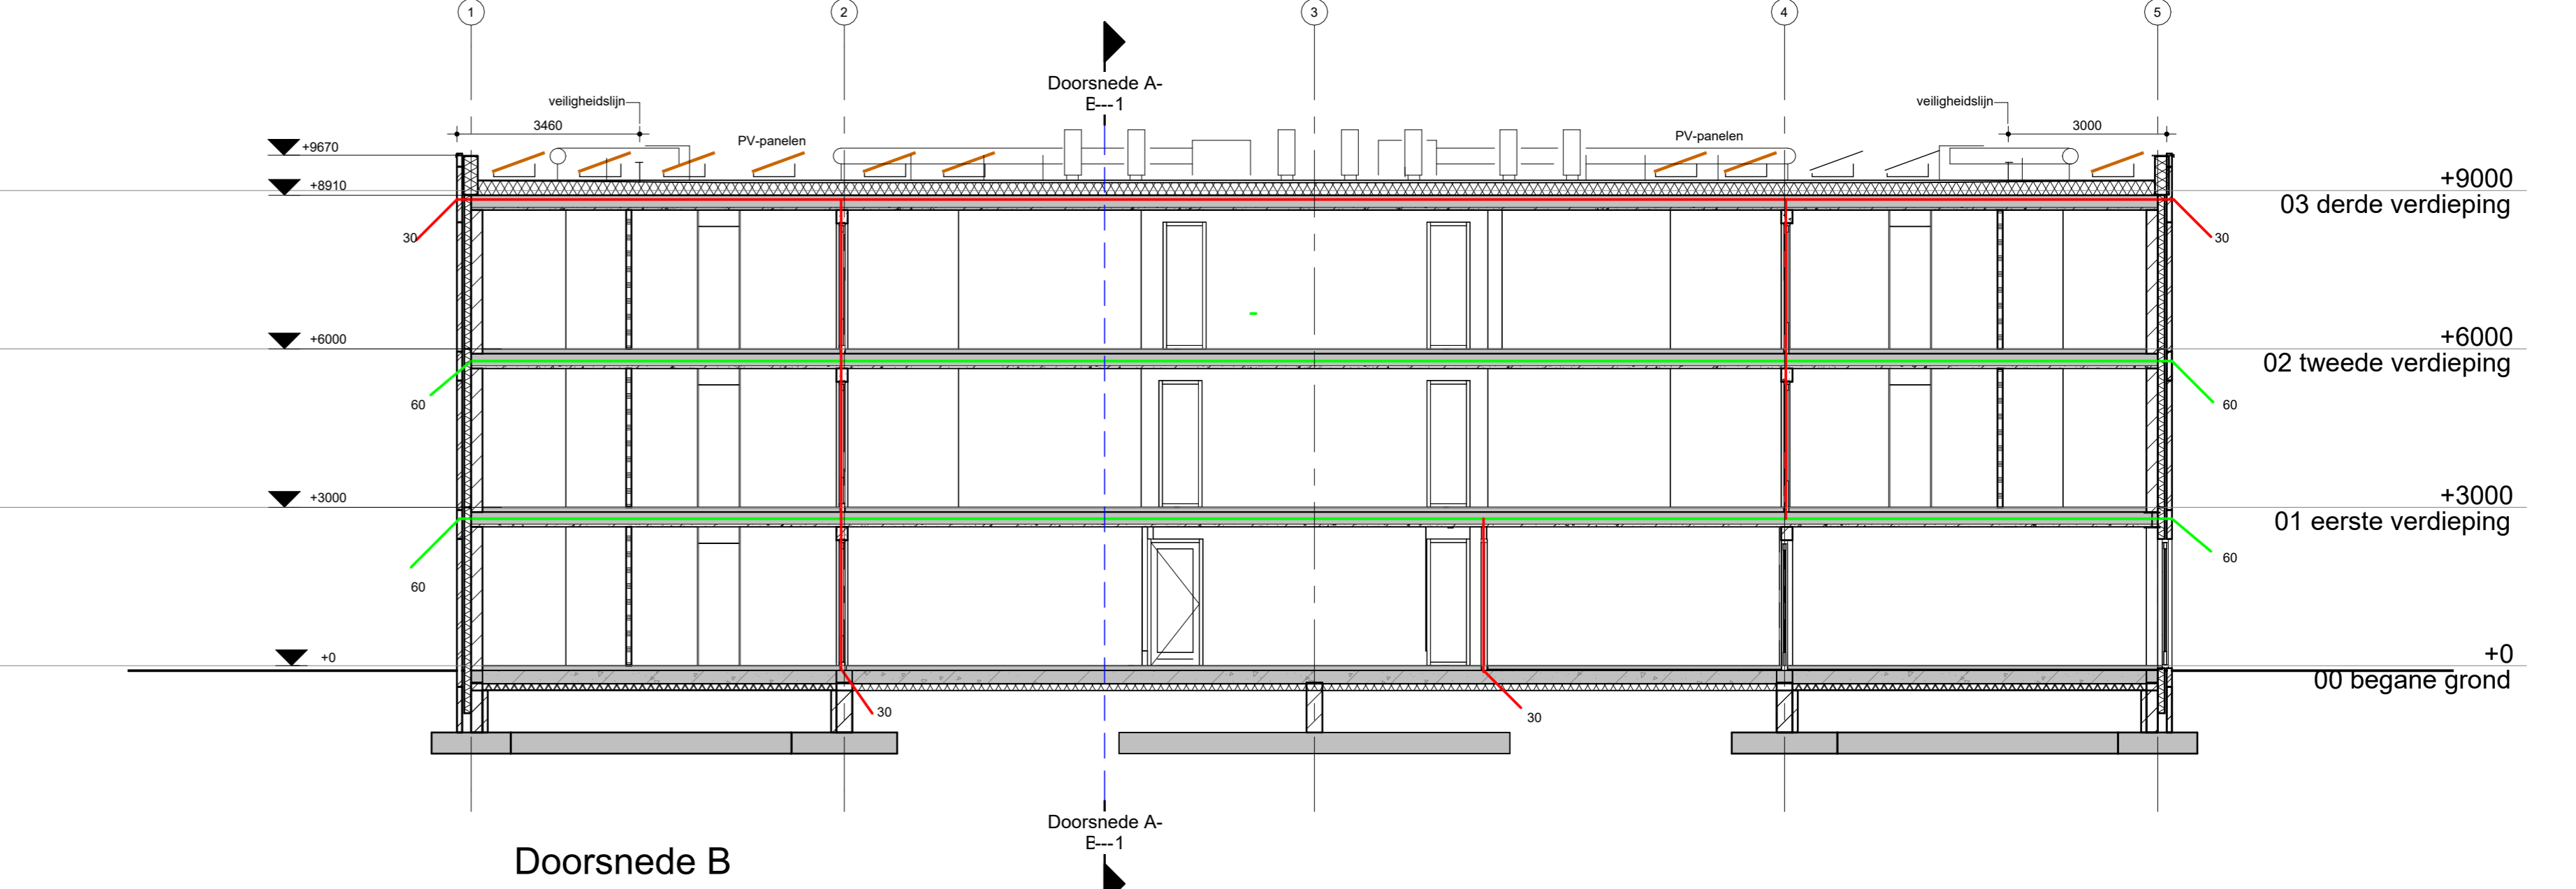 1
2
3
4
5
Doorsnede A-
B---1
veiligheidslijn
veiligheidslijn
3460
3000
PV-panelen
PV-panelen
+9670
+8910
+9000
03 derde verdieping
30
30
+6000
+6000
02 tweede verdieping
60
60
+3000
+3000
01 eerste verdieping
60
60
+0
+0
00 begane grond
30
30
Doorsnede A-
B---1
Doorsnede B